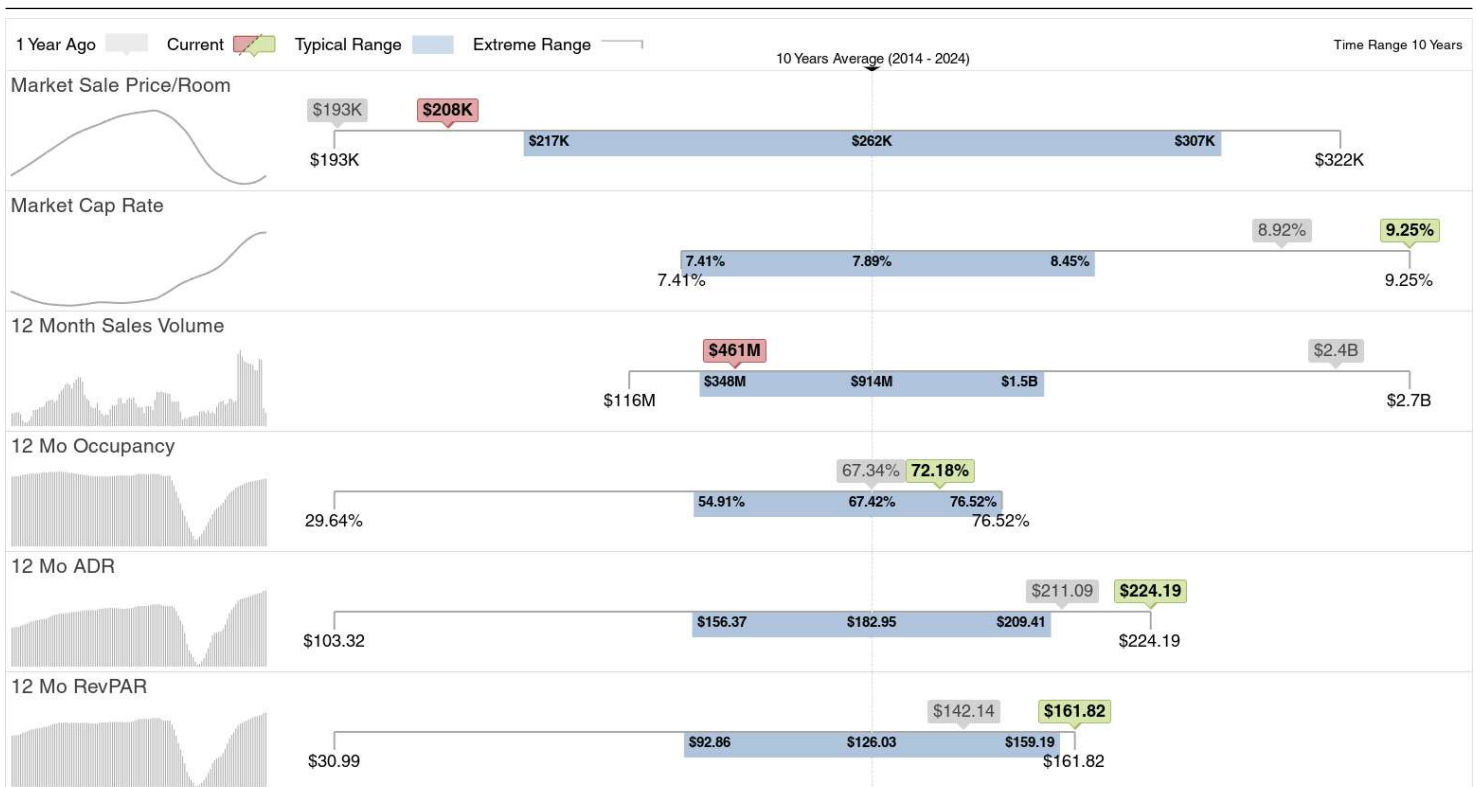 1 Year Ago Current Typical Range Extreme Range 10 Years Average (2014 - 2024) Time Range 10 Years
Market Sale Price/Room
$193K $208K
$217K $262K $307K
$193K $322K
Market Cap Rate
8.92% 9.25%
7.41% 7.89% 8.45%
7.41% 9.25%
12 Month Sales Volume
$461M $2.4B
$348M $914M $1.5B
$116M $2.7B
12 Mo Occupancy
67.34% 72.18%
54.91% 67.42% 76.52%
29.64% 76.52%
12 Mo ADR
$211.09 $224.19
$156.37 $182.95 $209.41
$103.32 $224.19
12 Mo RevPAR
$142.14 $161.82
$92.86 $126.03 $159.19
$30.99 $161.82